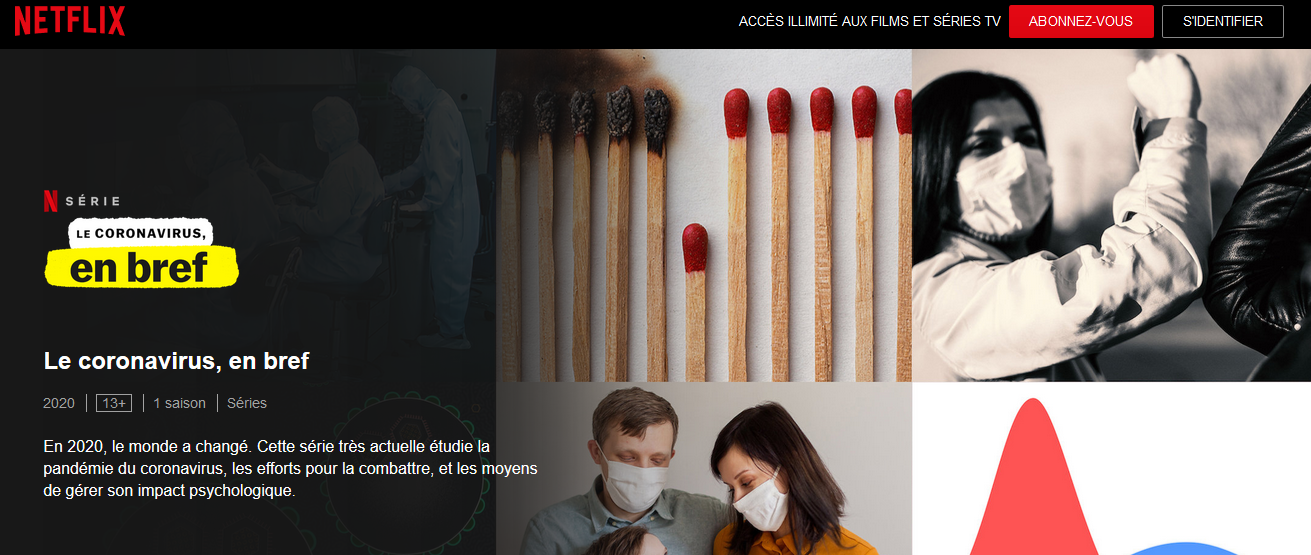 NETFLIX
ACCÈS ILLIMITÉ AUX FILMS ET SÉRIES TV
ABONNEZ-VOUS
S'IDENTIFIER
N SÉRIE
LE CORONAVIRUS,
en bref
Le coronavirus, en bref
2020 | 13+ | 1 saison | Séries
En 2020, le monde a changé. Cette série très actuelle étudie la
pandémie du coronavirus, les efforts pour la combattre, et les moyens
de gérer son impact psychologique.